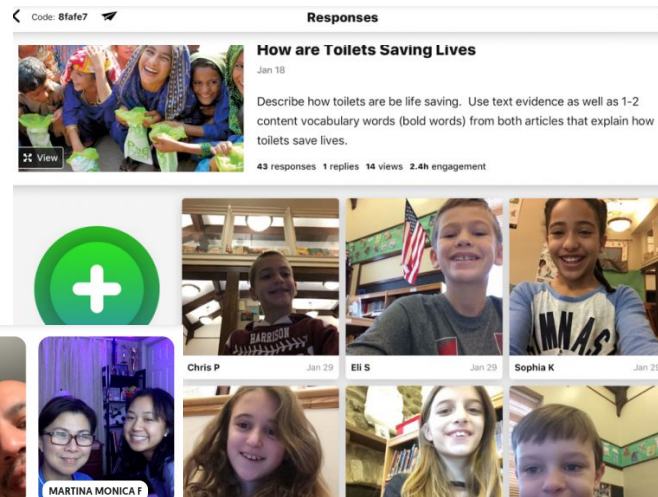 Code: 8fafe7
Responses
How are Toilets Saving Lives
Jan 18
Describe how toilets are be life saving. Use text evidence as well as 1-2
content vocabulary words (bold words) from both articles that explain how
toilets save lives.
View
43 responses 1 replies 14 views 2.4h engagement
HARRISON
Chris P
Jan 29
Eli S
Jan 29
Sophia K
Jan 29
MARTINA MONICA F